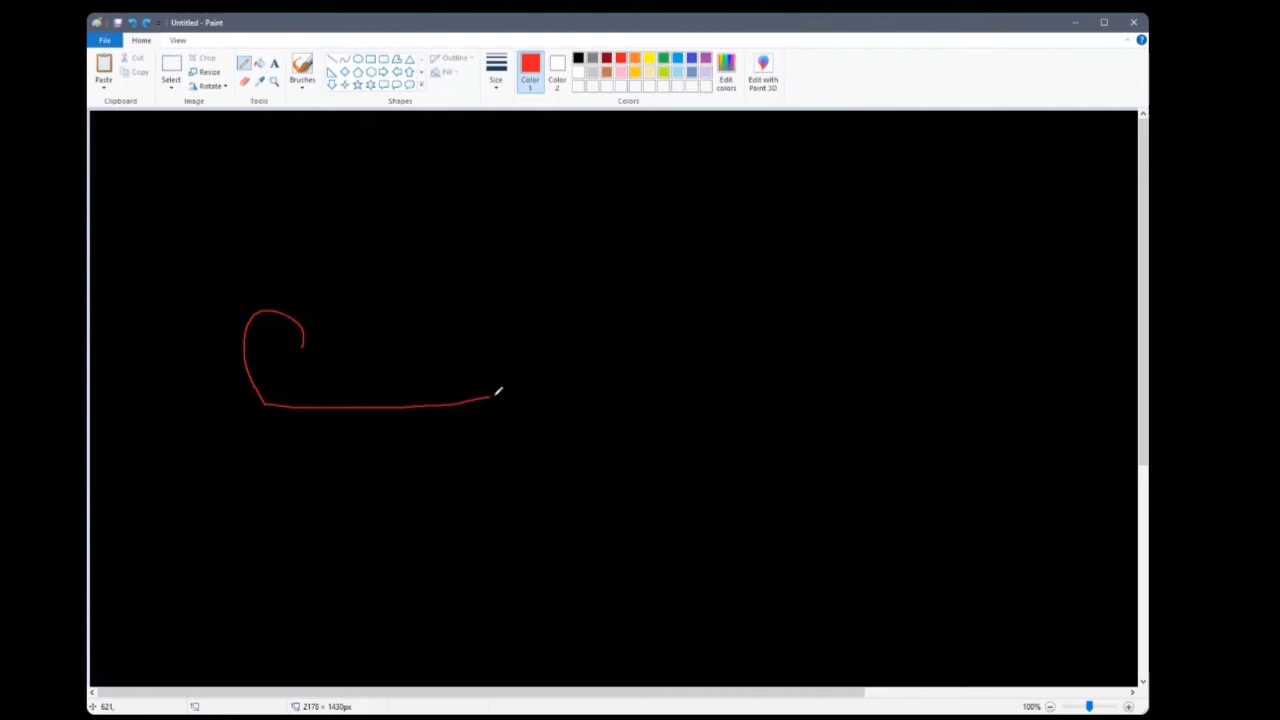 Untitled - Paint
File Home View
Paste
Cut
Copy
Clipboard
Select
Crop
Resize
Rotate
Image
A
Tools
Brushes
Outline
Fill
Shapes
Size
Color 1
Color 2
Edit colors
Edit with Paint 3D
Colors
621,
2178 × 1430px
100%